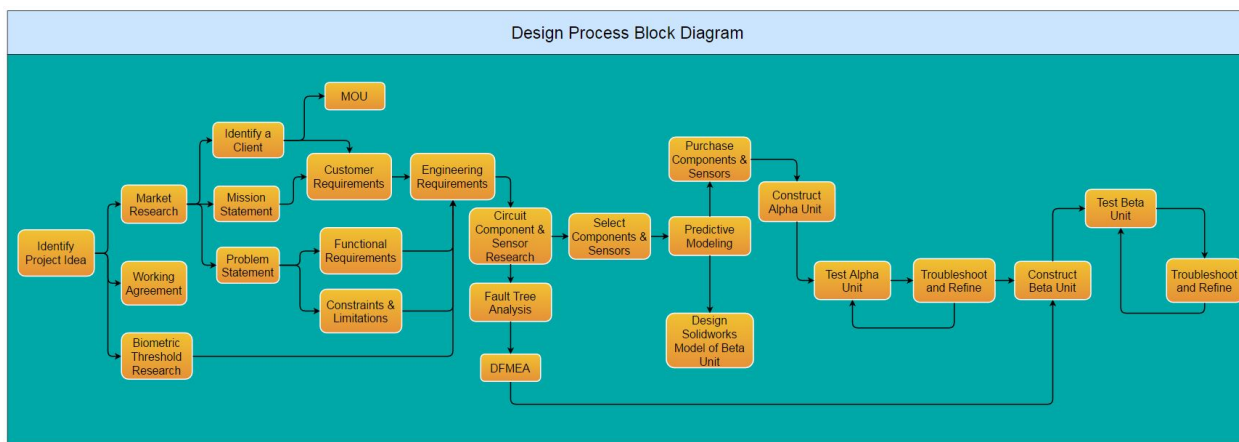 Design Process Block Diagram
MOU
Identify a
Client
Purchase
Components &
Sensors
Customer
Requirements
Engineering
Requirements
Market
Research
Mission
Statement
Construct
Alpha Unit
Test Beta
Unit
Circuit
Component &
Sensor
Research
Select
Components &
Sensors
Predictive
Modeling
Identify
Project Idea
Problem
Statement
Functional
Requirements
Working
Agreement
Test Alpha
Unit
Troubleshoot
and Refine
Construct
Beta Unit
Troubleshoot
and Refine
Constraints &
Limitations
Fault Tree
Analysis
Design
Solidworks
Model of Beta
Unit
Biometric
Threshold
Research
DFMEA